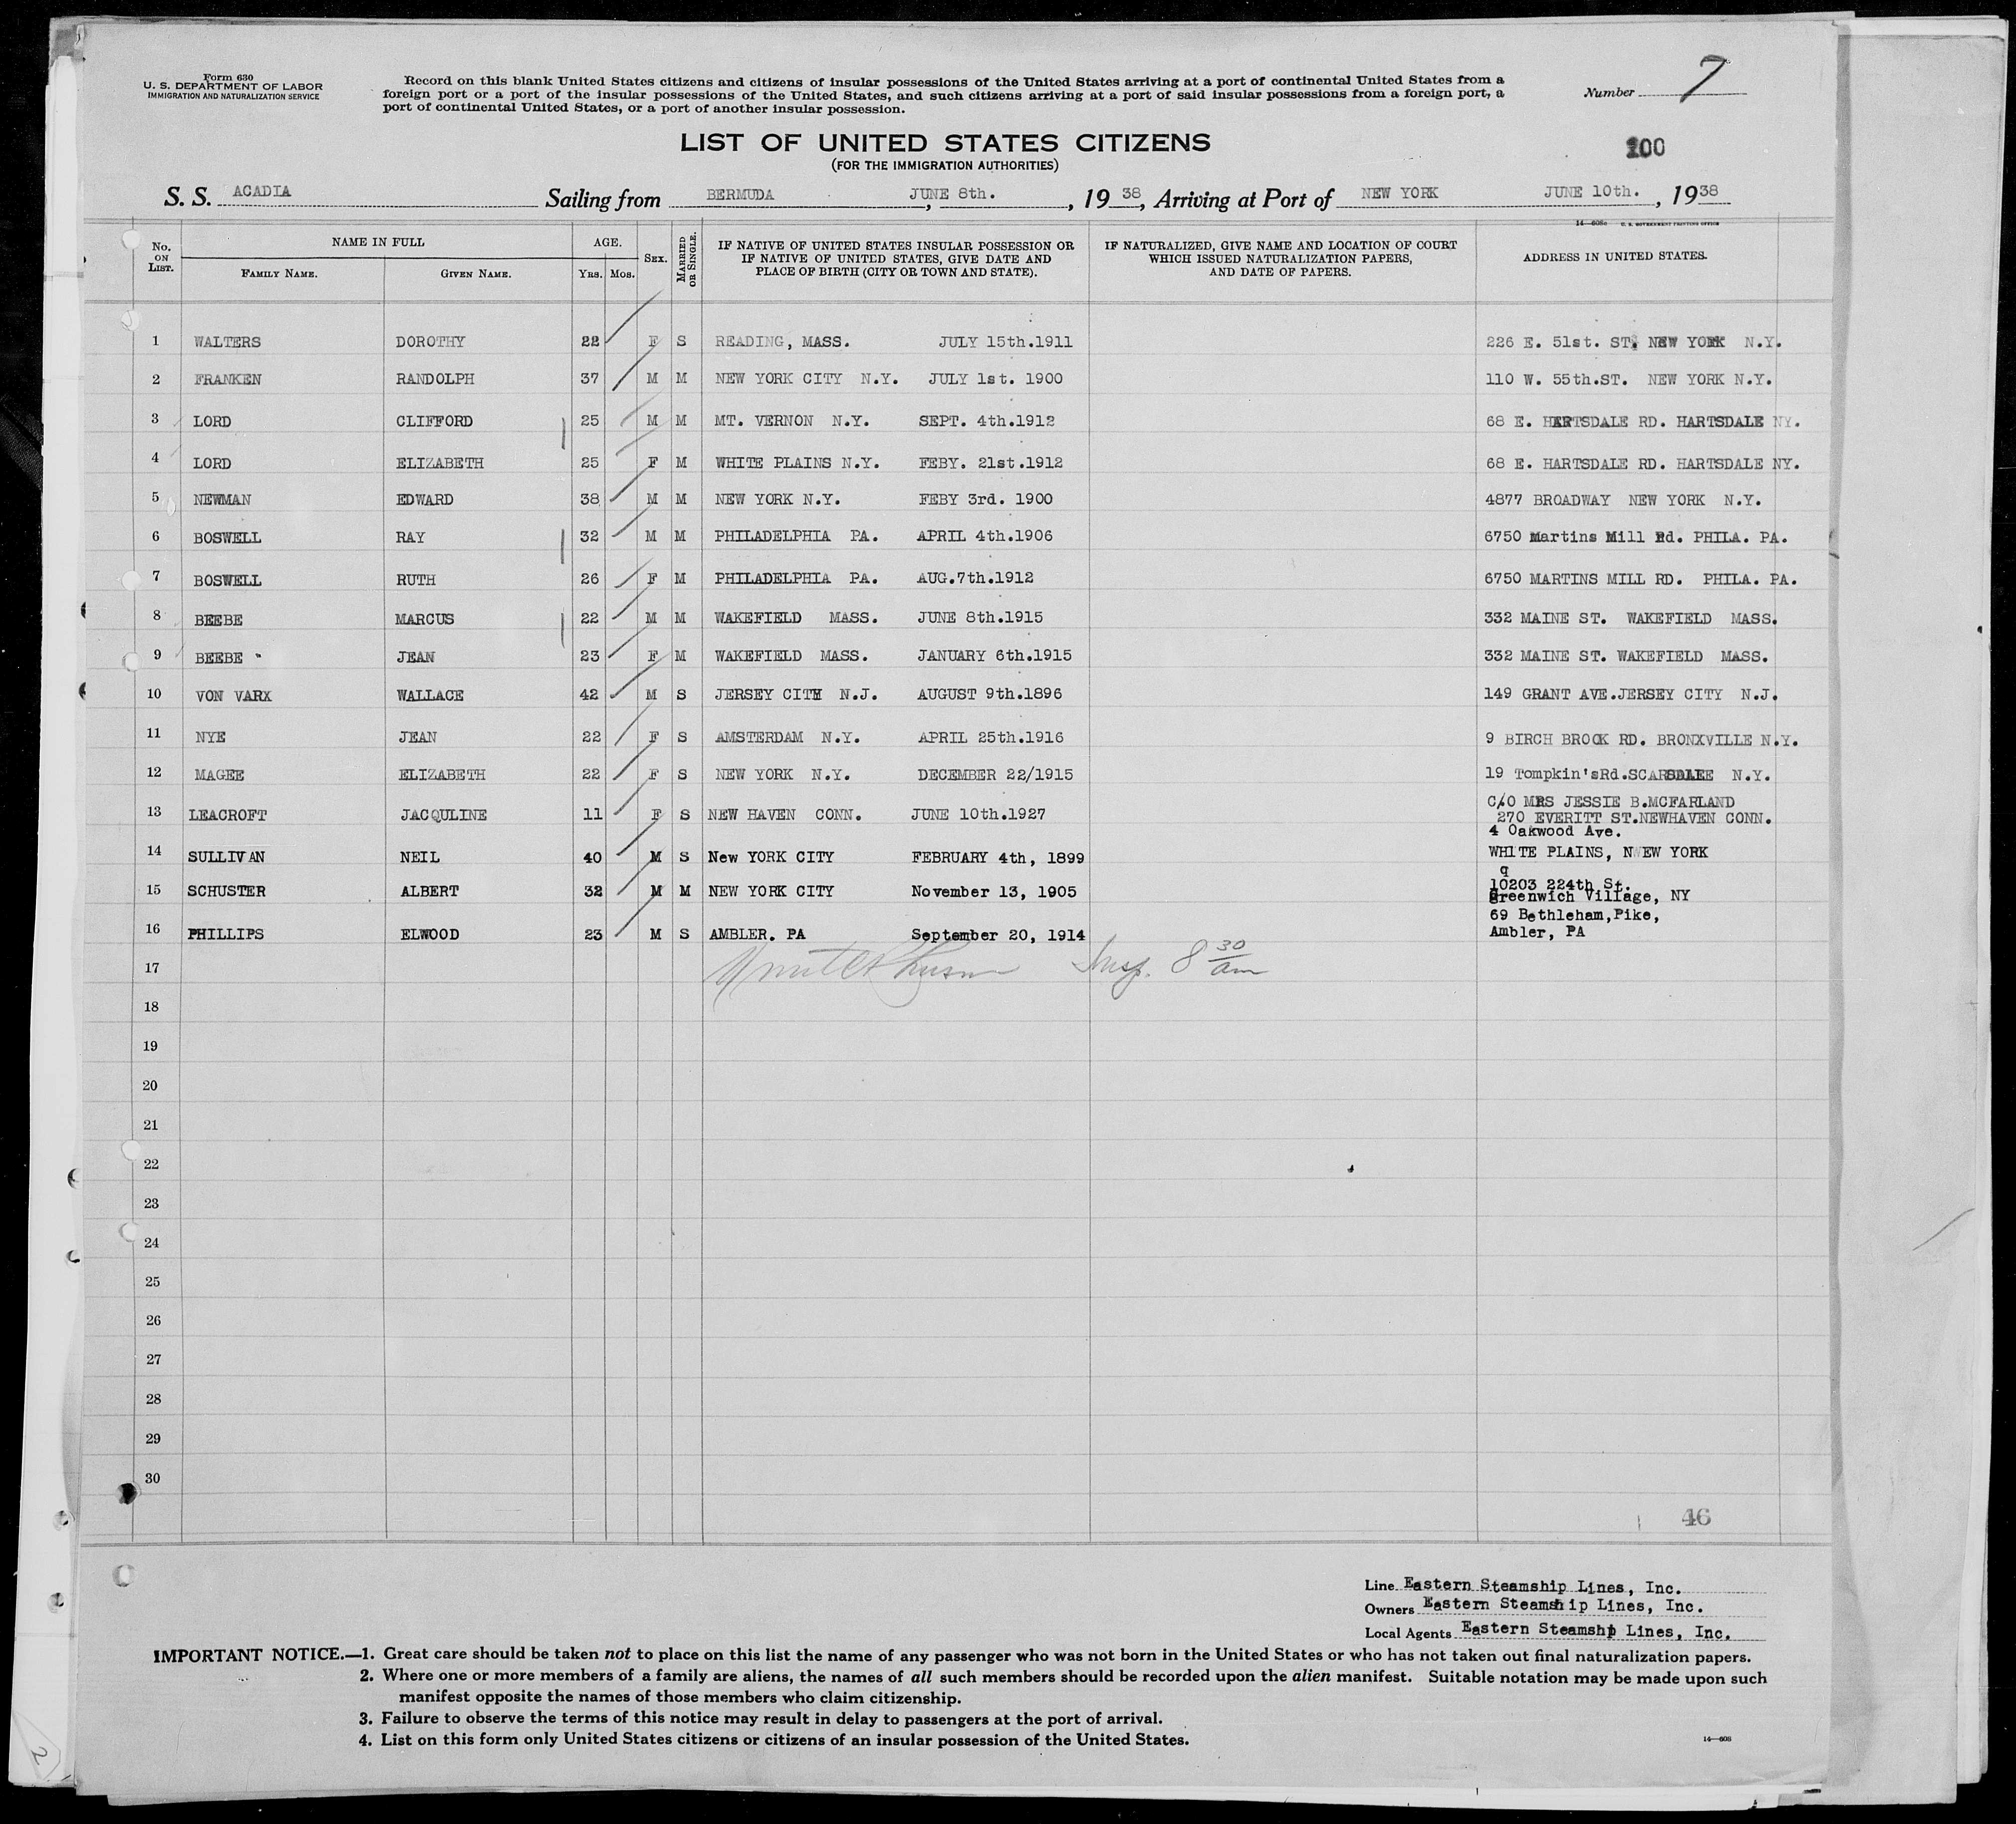 Form 630
U. S. DEPARTMENT OF LABOR
IMMIGRATION AND NATURALIZATION SERVICE
Record on this blank United States citizens and citizens of insular possessions of the United States arriving at a port of continental United States from a
foreign port or a port of the insular possessions of the United States, and such citizens arriving at a port of said insular possessions from a foreign port, a
port of continental United States, or a port of another insular possession.
Number 7
LIST OF UNITED STATES CITIZENS
(FOR THE IMMIGRATION AUTHORITIES)
100
S. S. ACADIA Sailing from BERMUDA, JUNE 8th., 19 38, Arriving at Port of NEW YORK JUNE 10th., 19 38
14—608a U. S. GOVERNMENT PRINTING OFFICE
No. ON LIST. NAME IN FULL FAMILY NAME. GIVEN NAME. AGE. YRS. MOS. SEX. MARRIED OR SINGLE. IF NATIVE OF UNITED STATES INSULAR POSSESSION OR IF NATIVE OF UNITED STATES, GIVE DATE AND PLACE OF BIRTH (CITY OR TOWN AND STATE). IF NATURALIZED, GIVE NAME AND LOCATION OF COURT WHICH ISSUED NATURALIZATION PAPERS, AND DATE OF PAPERS. ADDRESS IN UNITED STATES.
1 WALTERS DOROTHY 22 F S READING, MASS. JULY 15th.1911 226 E. 51st. ST. NEW YORK N.Y.
2 FRANKEN RANDOLPH 37 M M NEW YORK CITY N.Y. JULY 1st. 1900 110 W. 55th.ST. NEW YORK N.Y.
3 LORD CLIFFORD 25 M M MT. VERNON N.Y. SEPT. 4th.1912 68 E. HARTSDALE RD. HARTSDALE NY.
4 LORD ELIZABETH 25 F M WHITE PLAINS N.Y. FEBY. 21st.1912 68 E. HARTSDALE RD. HARTSDALE NY.
5 NEWMAN EDWARD 38 M M NEW YORK N.Y. FEBY 3rd. 1900 4877 BROADWAY NEW YORK N.Y.
6 BOSWELL RAY 32 M M PHILADELPHIA PA. APRIL 4th.1906 6750 Martins Mill Rd. PHILA. PA.
7 BOSWELL RUTH 26 F M PHILADELPHIA PA. AUG.7th.1912 6750 MARTINS MILL RD. PHILA. PA.
8 BEEBE MARCUS 22 M M WAKEFIELD MASS. JUNE 8th.1915 332 MAINE ST. WAKEFIELD MASS.
9 BEEBE JEAN 23 F M WAKEFIELD MASS. JANUARY 6th.1915 332 MAINE ST. WAKEFIELD MASS.
10 VON VARX WALLACE 42 M S JERSEY CITY N.J. AUGUST 9th.1896 149 GRANT AVE.JERSEY CITY N.J.
11 NYE JEAN 22 F S AMSTERDAM N.Y. APRIL 25th.1916 9 BIRCH BROOK RD. BRONXVILLE N.Y.
12 MAGEE ELIZABETH 22 F S NEW YORK N.Y. DECEMBER 22/1915 19 Tompkin'sRd.SCARSDALE N.Y.
13 LEACROFT JACQULINE 11 F S NEW HAVEN CONN. JUNE 10th.1927 C/O MRS JESSIE B.MCFARLAND
270 EVERITT ST.NEWHAVEN CONN.
4 Oakwood Ave.
14 SULLIVAN NEIL 40 M S New YORK CITY FEBRUARY 4th, 1899 WHITE PLAINS, NWEW YORK
q
15 SCHUSTER ALBERT 32 M M NEW YORK CITY November 13, 1905 10203 224th St.
Greenwich Village, NY
69 Bethleham,Pike,
16 PHILLIPS ELWOOD 23 M S AMBLER. PA September 20, 1914 Ambler, PA
17 Insp. 8 30 am
18
19
20
21
22
23
24
25
26
27
28
29
30
46
Line Eastern Steamship Lines, Inc.
Owners Eastern Steamship Lines, Inc.
Local Agents Eastern Steamshp Lines, Inc.
IMPORTANT NOTICE.—1. Great care should be taken not to place on this list the name of any passenger who was not born in the United States or who has not taken out final naturalization papers.
2. Where one or more members of a family are aliens, the names of all such members should be recorded upon the alien manifest. Suitable notation may be made upon such
manifest opposite the names of those members who claim citizenship.
3. Failure to observe the terms of this notice may result in delay to passengers at the port of arrival.
4. List on this form only United States citizens or citizens of an insular possession of the United States.
14—608
2